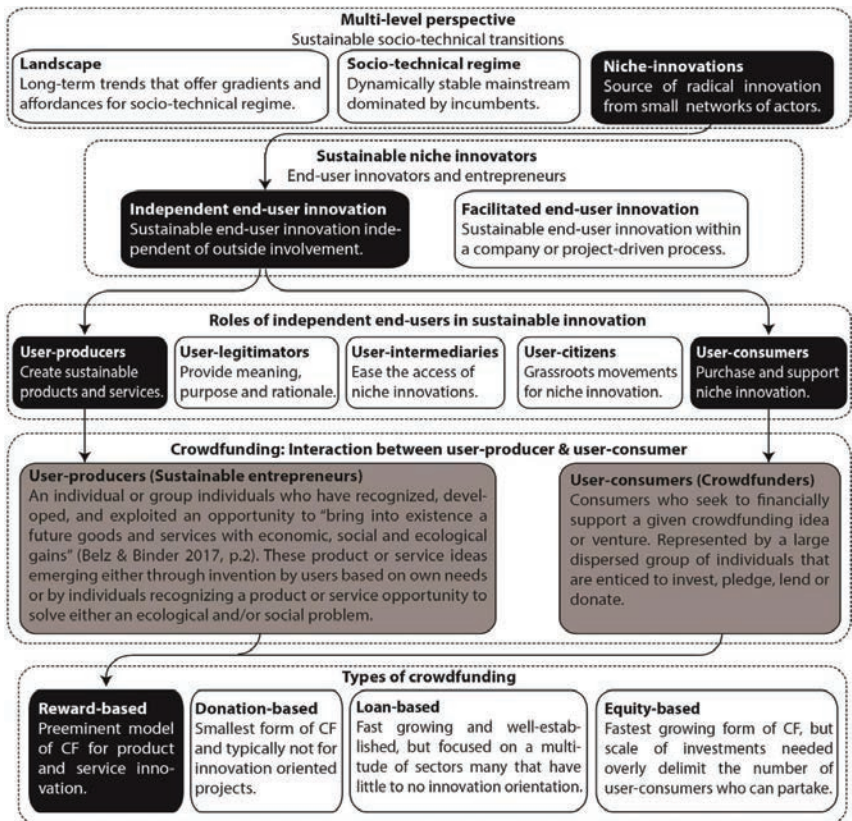 Multi-level perspective
Sustainable socio-technical transitions
Landscape
Long-term trends that offer gradients and
affordances for socio-technical regime.
Socio-technical regime
Dynamically stable mainstream
dominated by incumbents.
Niche-innovations
Source of radical innovation
from small networks of actors.
Sustainable niche innovators
End-user innovators and entrepreneurs
Independent end-user innovation
Sustainable end-user innovation inde-
pendent of outside involvement.
Facilitated end-user innovation
Sustainable end-user innovation within
a company or project-driven process.
Roles of independent end-users in sustainable innovation
User-producers
Create sustainable
products and services.
User-legitimators
Provide meaning,
purpose and rationale.
User-intermediaries
Ease the access of
niche innovations.
User-citizens
Grassroots movements
for niche innovation.
User-consumers
Purchase and support
niche innovation.
Crowdfunding: Interaction between user-producer & user-consumer
User-producers (Sustainable entrepreneurs)
An individual or group individuals who have recognized, devel-
oped, and exploited an opportunity to “bring into existence a
future goods and services with economic, social and ecological
gains” (Belz & Binder 2017, p.2). These product or service ideas
emerging either through invention by users based on own needs
or by individuals recognizing a product or service opportunity to
solve either an ecological and/or social problem.
User-consumers (Crowdfunders)
Consumers who seek to financially
support a given crowdfunding idea
or venture. Represented by a large
dispersed group of individuals that
are enticed to invest, pledge, lend or
donate.
Types of crowdfunding
Reward-based
Preeminent model
of CF for product
and service inno-
vation.
Donation-based
Smallest form of CF
and typically not for
innovation oriented
projects.
Loan-based
Fast growing and well-estab-
lished, but focused on a multi-
tude of sectors many that have
little to no innovation orientation.
Equity-based
Fastest growing form of CF, but
scale of investments needed
overly delimit the number of
user-consumers who can partake.